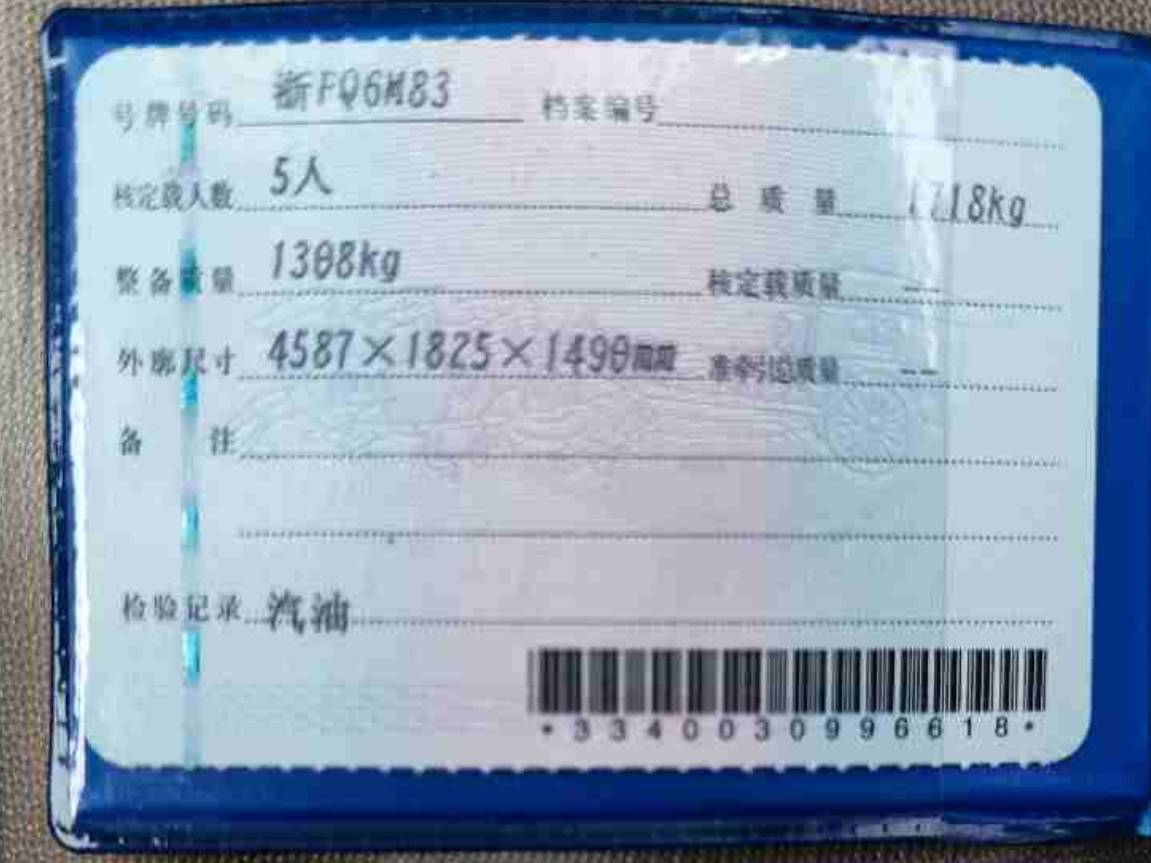 号牌号码 浙FQ6M83 档案编号
核定载人数 5人 总质量 1718kg
整备质量 1308kg 核定载质量 --
外廓尺寸 4587×1825×1490mm 准牵引总质量 --
备注
检验记录 汽油
*3340030996618*